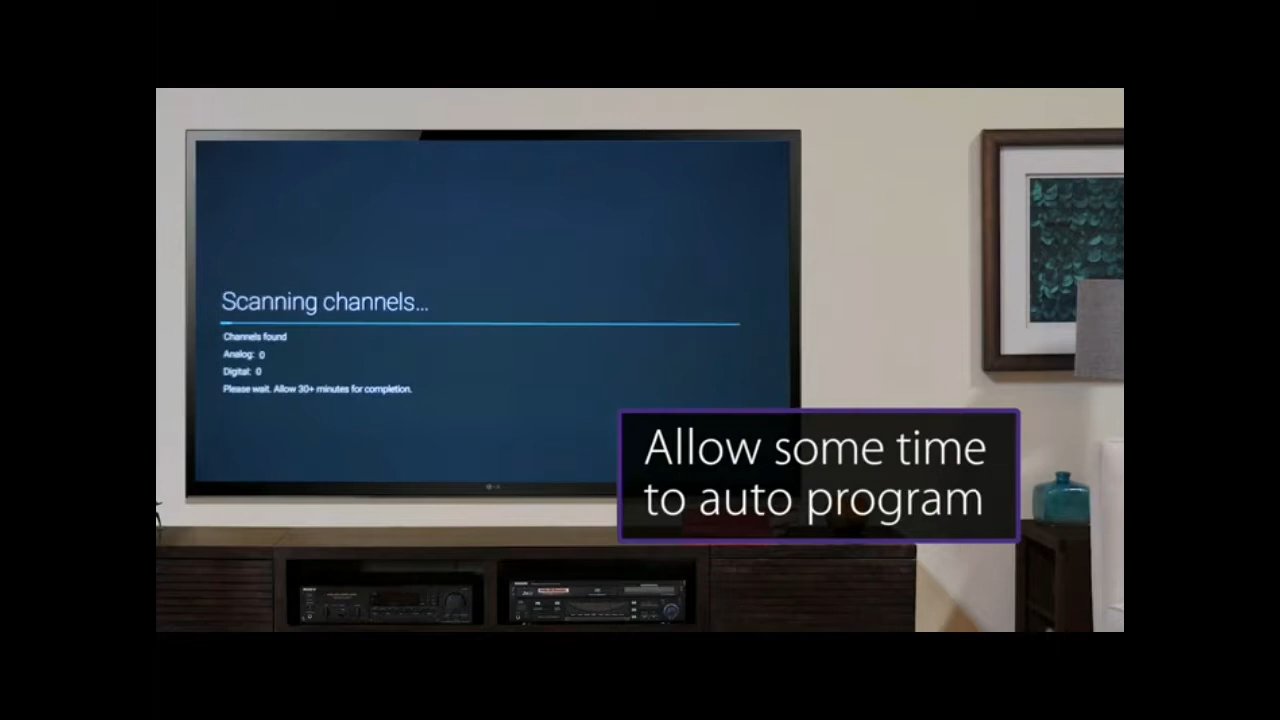 Scanning channels...
Channels found
Analog: 0
Digital: 0
Please wait. Allow 30+ minutes for completion.
Allow some time
to auto program